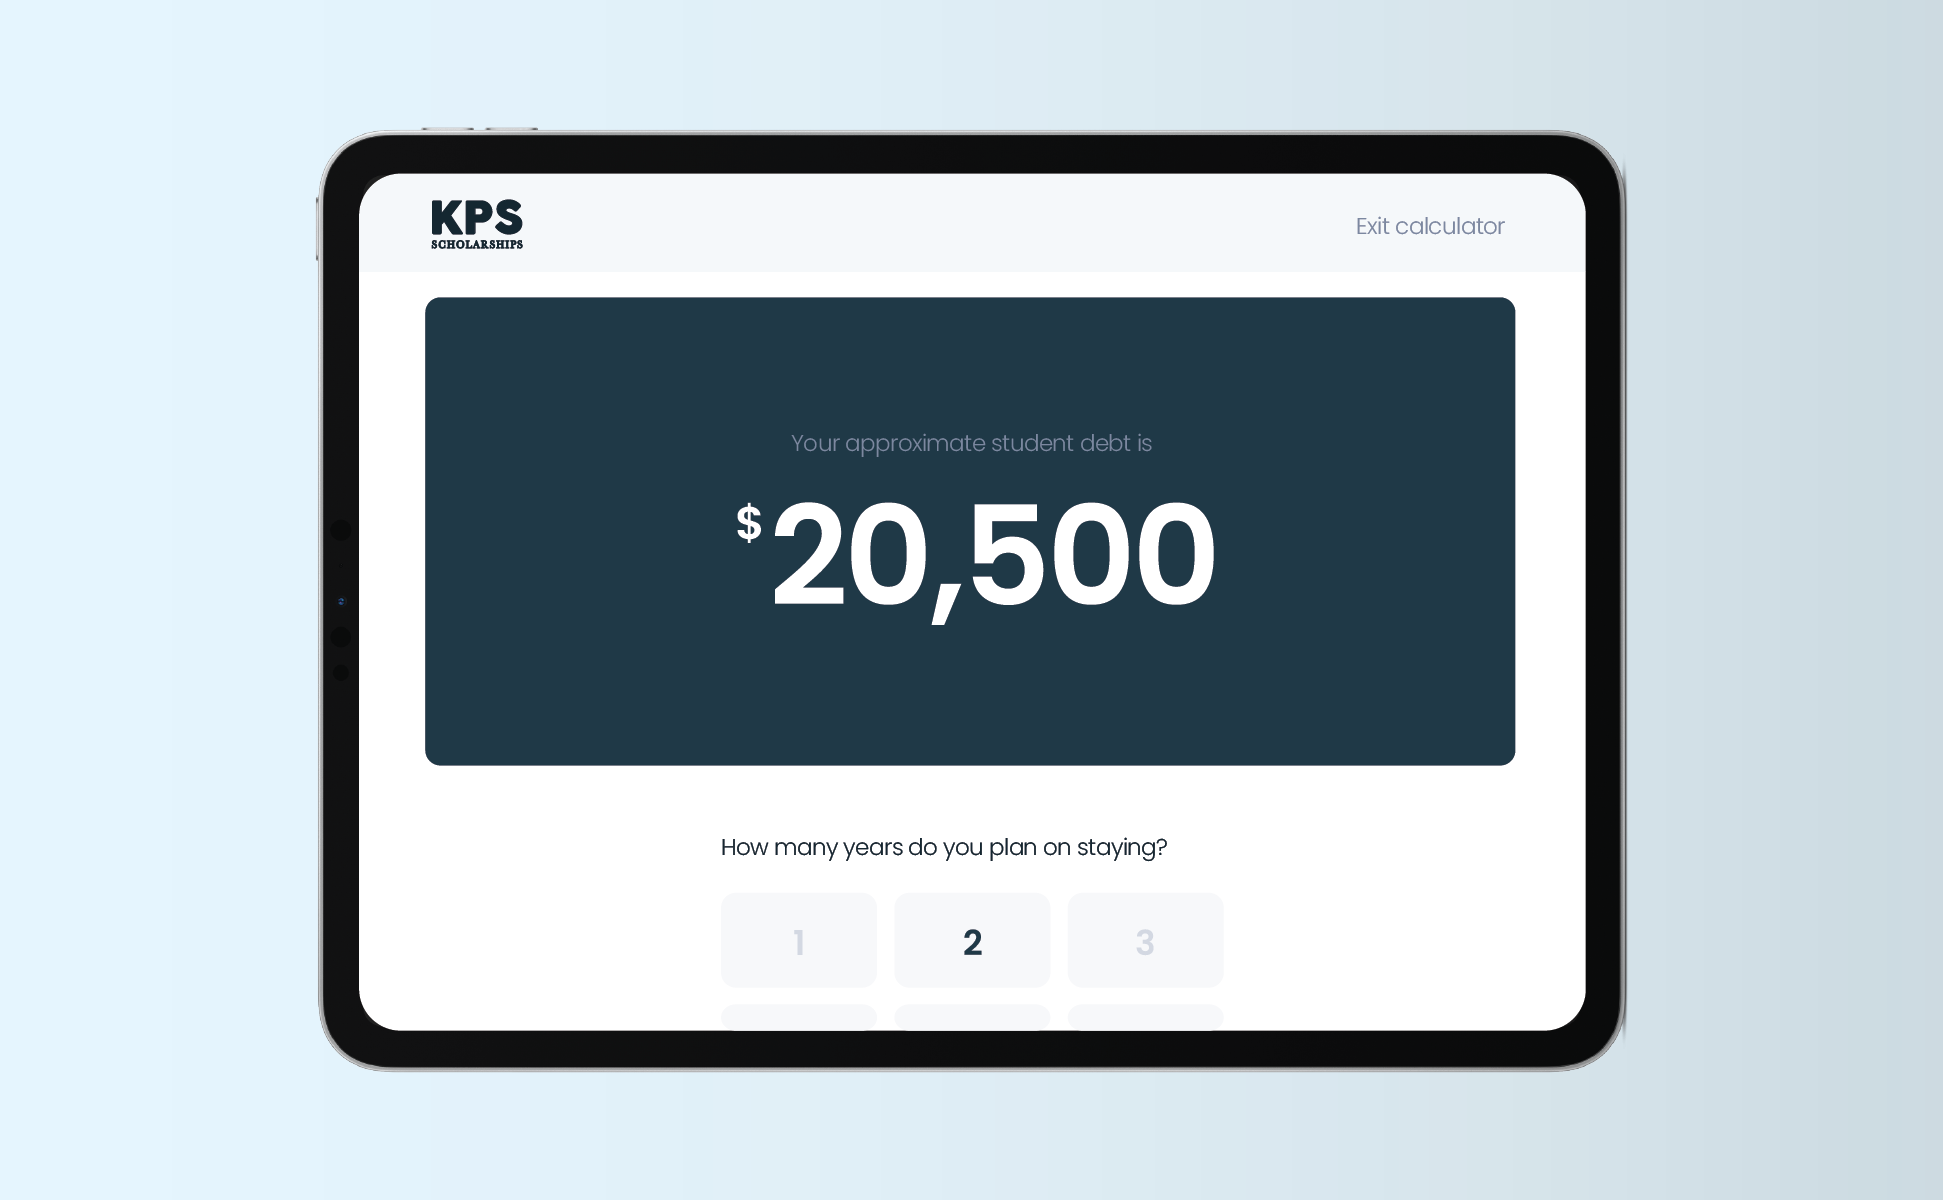 KPS
SCHOLARSHIPS
Exit calculator
Your approximate student debt is
$20,500
How many years do you plan on staying?
1 2 3